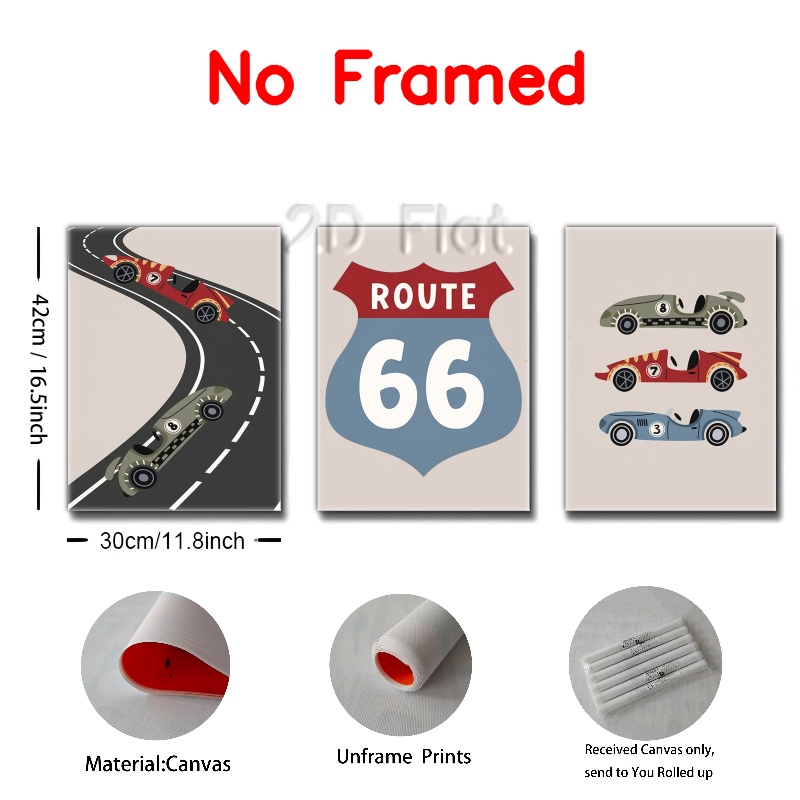 No Framed
2.D Flat
42cm / 16.5inch
7
8
ROUTE
66
8
7
3
30cm/11.8inch
Material:Canvas
Unframe Prints
Received Canvas only,
send to You Rolled up